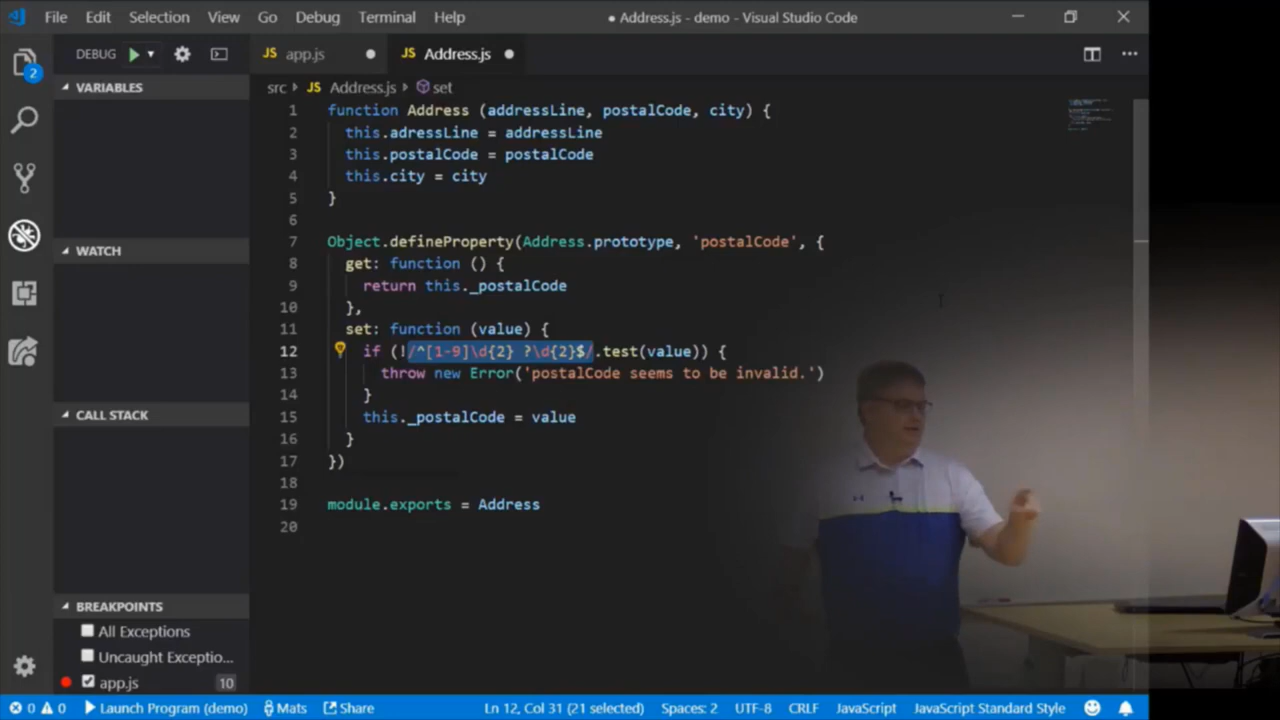 File Edit Selection View Go Debug Terminal Help ● Address.js - demo - Visual Studio Code
DEBUG JS app.js JS Address.js
src JS Address.js set
VARIABLES
WATCH
CALL STACK
BREAKPOINTS
All Exceptions
Uncaught Exceptio...
app.js 10
2
1 function Address (addressLine, postalCode, city) {
2 this.adressLine = addressLine
3 this.postalCode = postalCode
4 this.city = city
5 }
6
7 Object.defineProperty(Address.prototype, 'postalCode', {
8 get: function () {
9 return this._postalCode
10 },
11 set: function (value) {
12 if (!/^[1-9]\d{2} ?\d{2}$/.test(value)) {
13 throw new Error('postalCode seems to be invalid.')
14 }
15 this._postalCode = value
16 }
17 })
18
19 module.exports = Address
20
0 0 Launch Program (demo) Mats Share Ln 12, Col 31 (21 selected) Spaces: 2 UTF-8 CRLF JavaScript JavaScript Standard Style